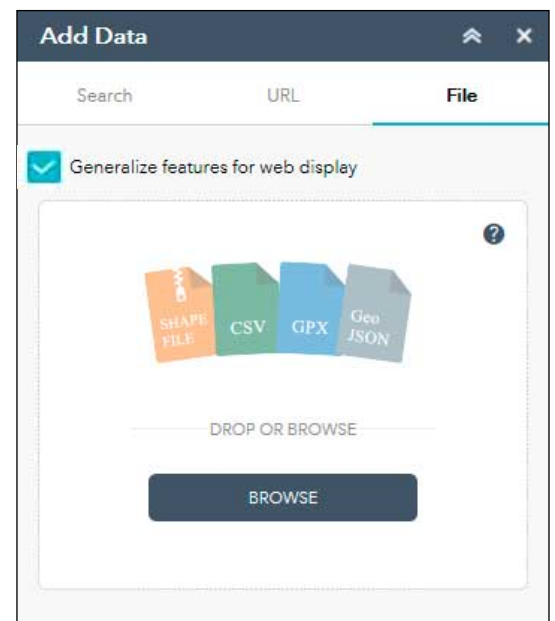 Add Data
Search URL File
Generalize features for web display
?
SHAPE
FILE
CSV
GPX
Geo
JSON
DROP OR BROWSE
BROWSE